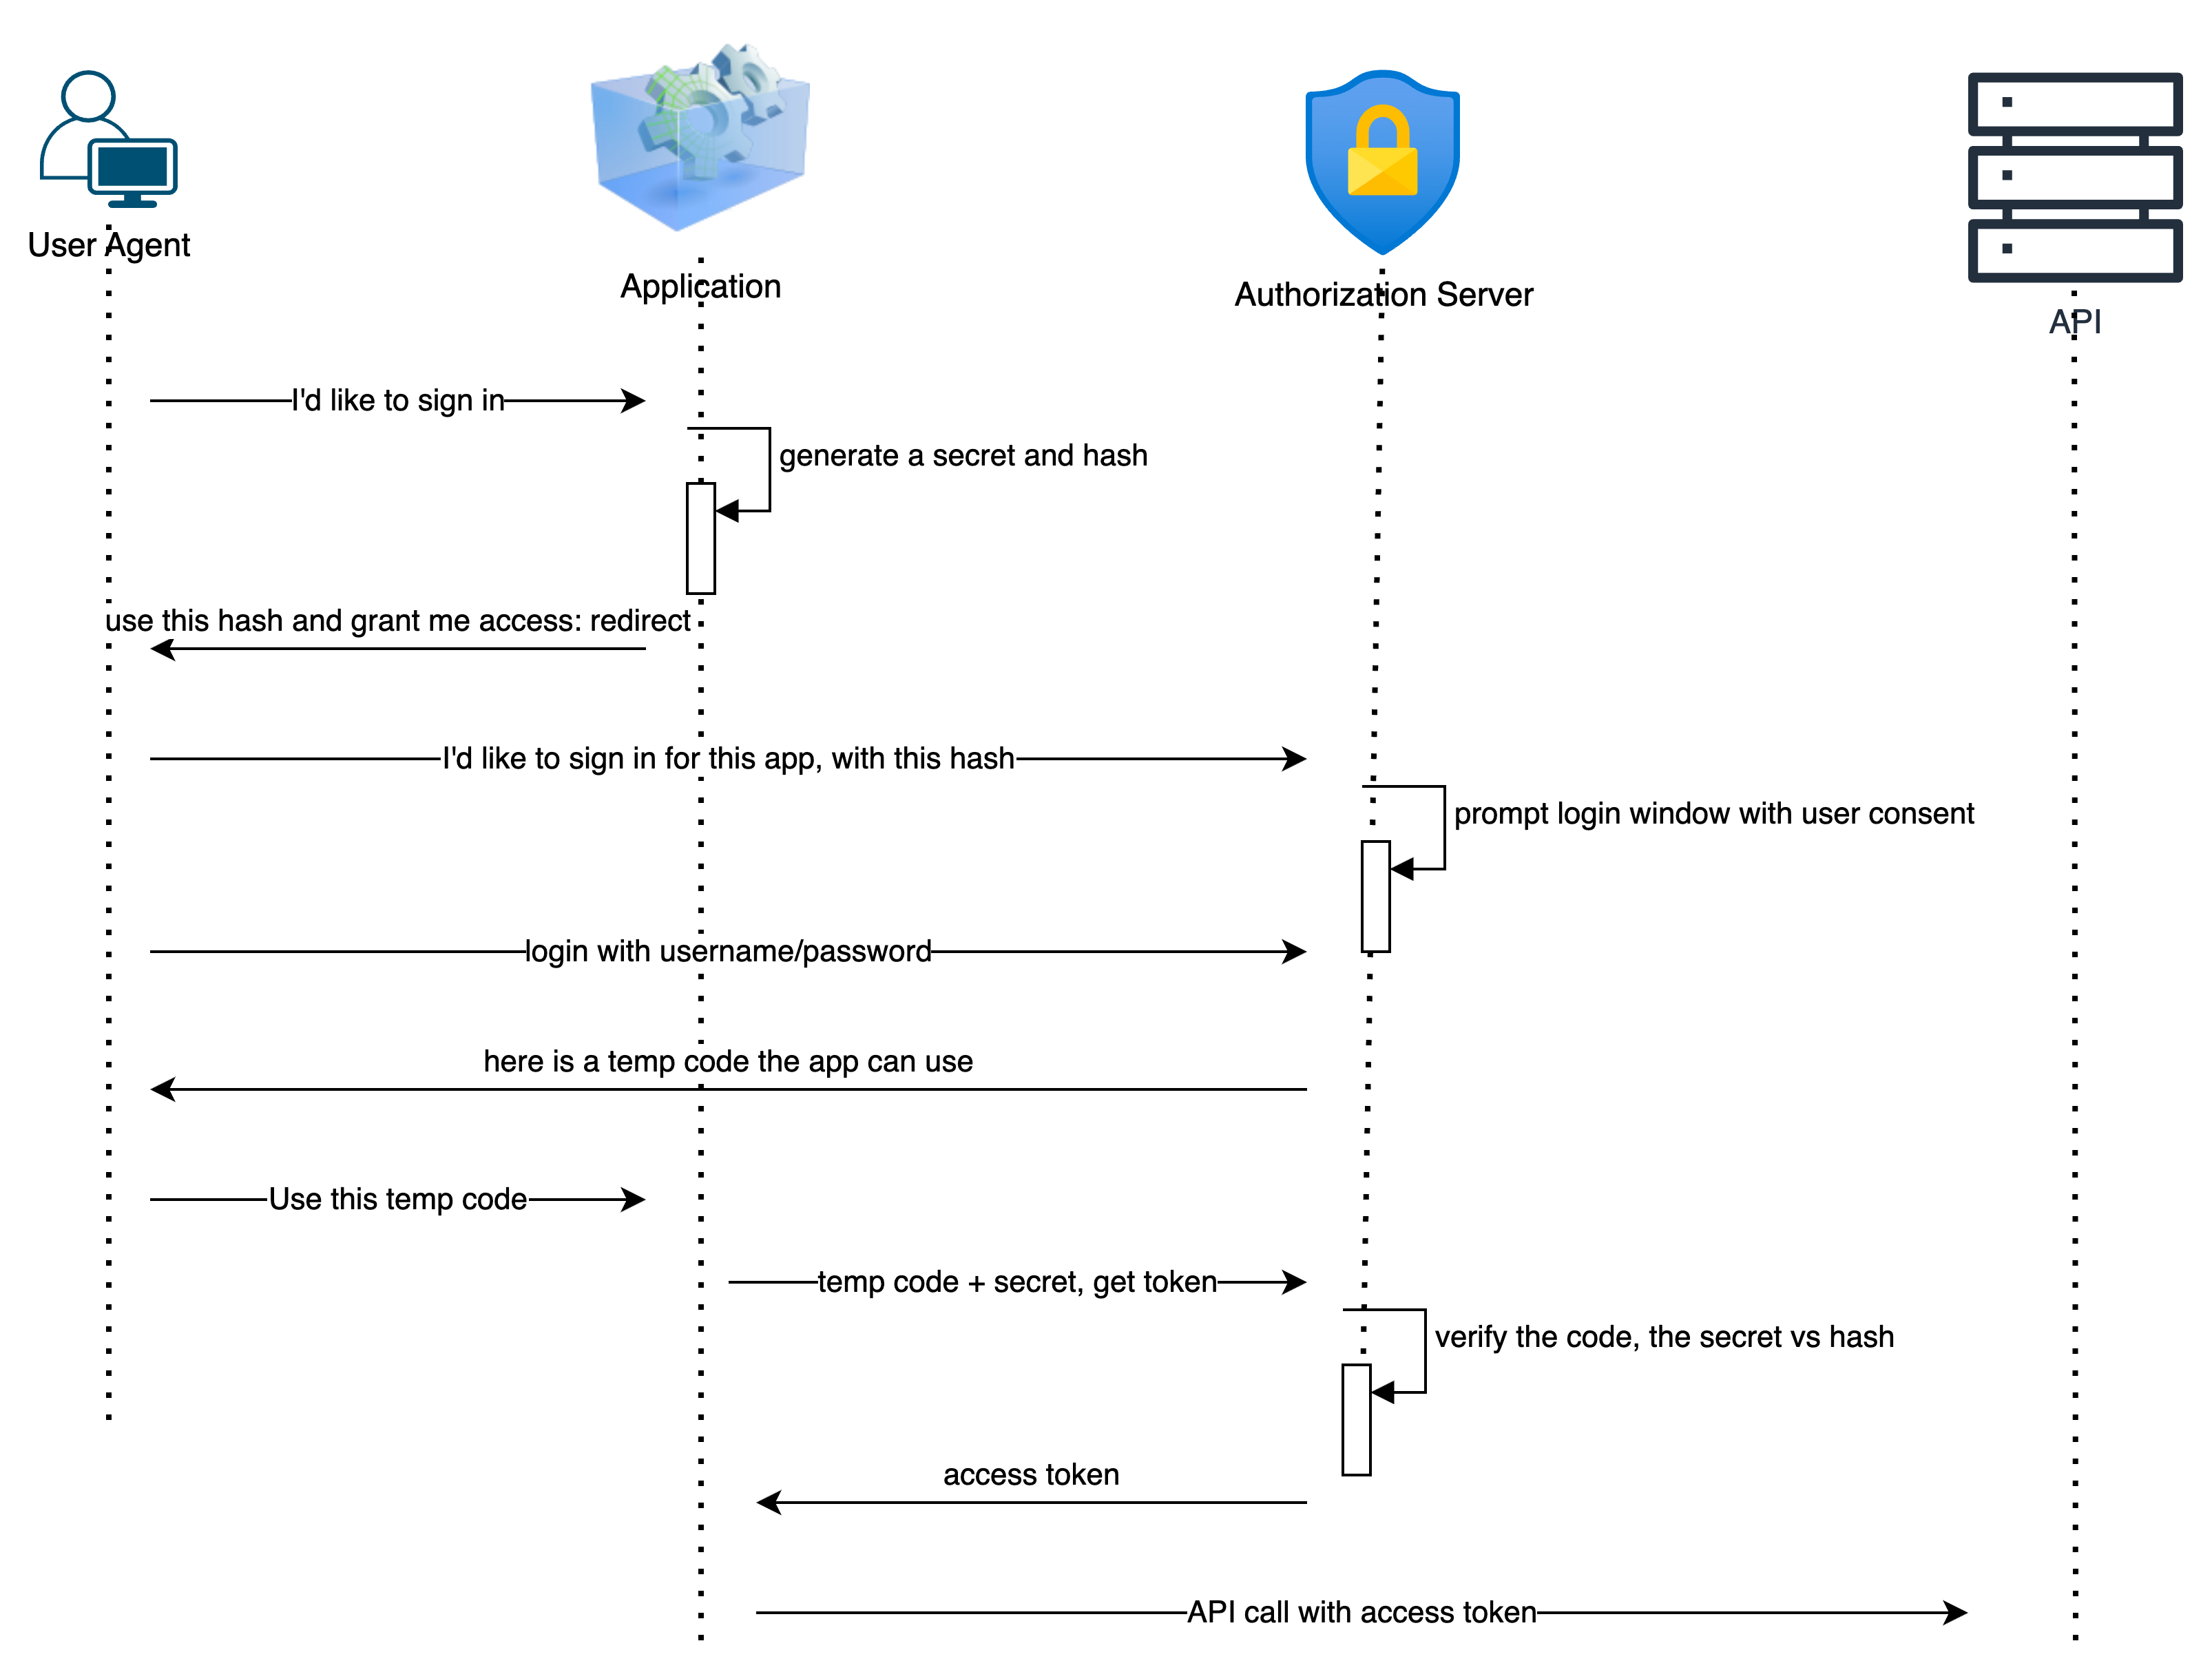 User Agent
Application
Authorization Server
API
I'd like to sign in
generate a secret and hash
use this hash and grant me access: redirect
I'd like to sign in for this app, with this hash
prompt login window with user consent
login with username/password
here is a temp code the app can use
Use this temp code
temp code + secret, get token
verify the code, the secret vs hash
access token
API call with access token